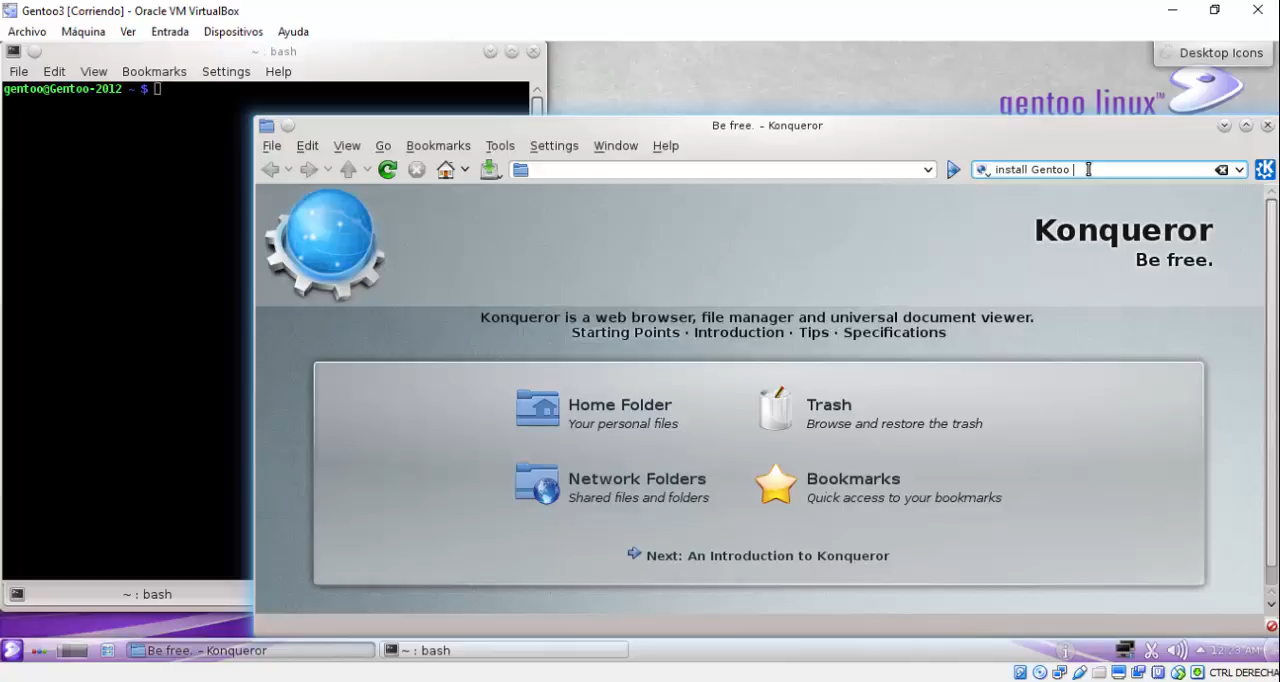 Gentoo3 [Corriendo] - Oracle VM VirtualBox
Archivo Máquina Ver Entrada Dispositivos Ayuda
~ : bash
Desktop Icons
File Edit View Bookmarks Settings Help
gentoo@Gentoo-2012 ~ $
gentoo linux™
Be free. – Konqueror
File Edit View Go Bookmarks Tools Settings Window Help
install Gentoo
Konqueror
Be free.
Konqueror is a web browser, file manager and universal document viewer.
Starting Points · Introduction · Tips · Specifications
Home Folder
Your personal files
Trash
Browse and restore the trash
Network Folders
Shared files and folders
Bookmarks
Quick access to your bookmarks
Next: An Introduction to Konqueror
~ : bash
Be free. – Konqueror
~ : bash
12:23 AM
CTRL DERECHA